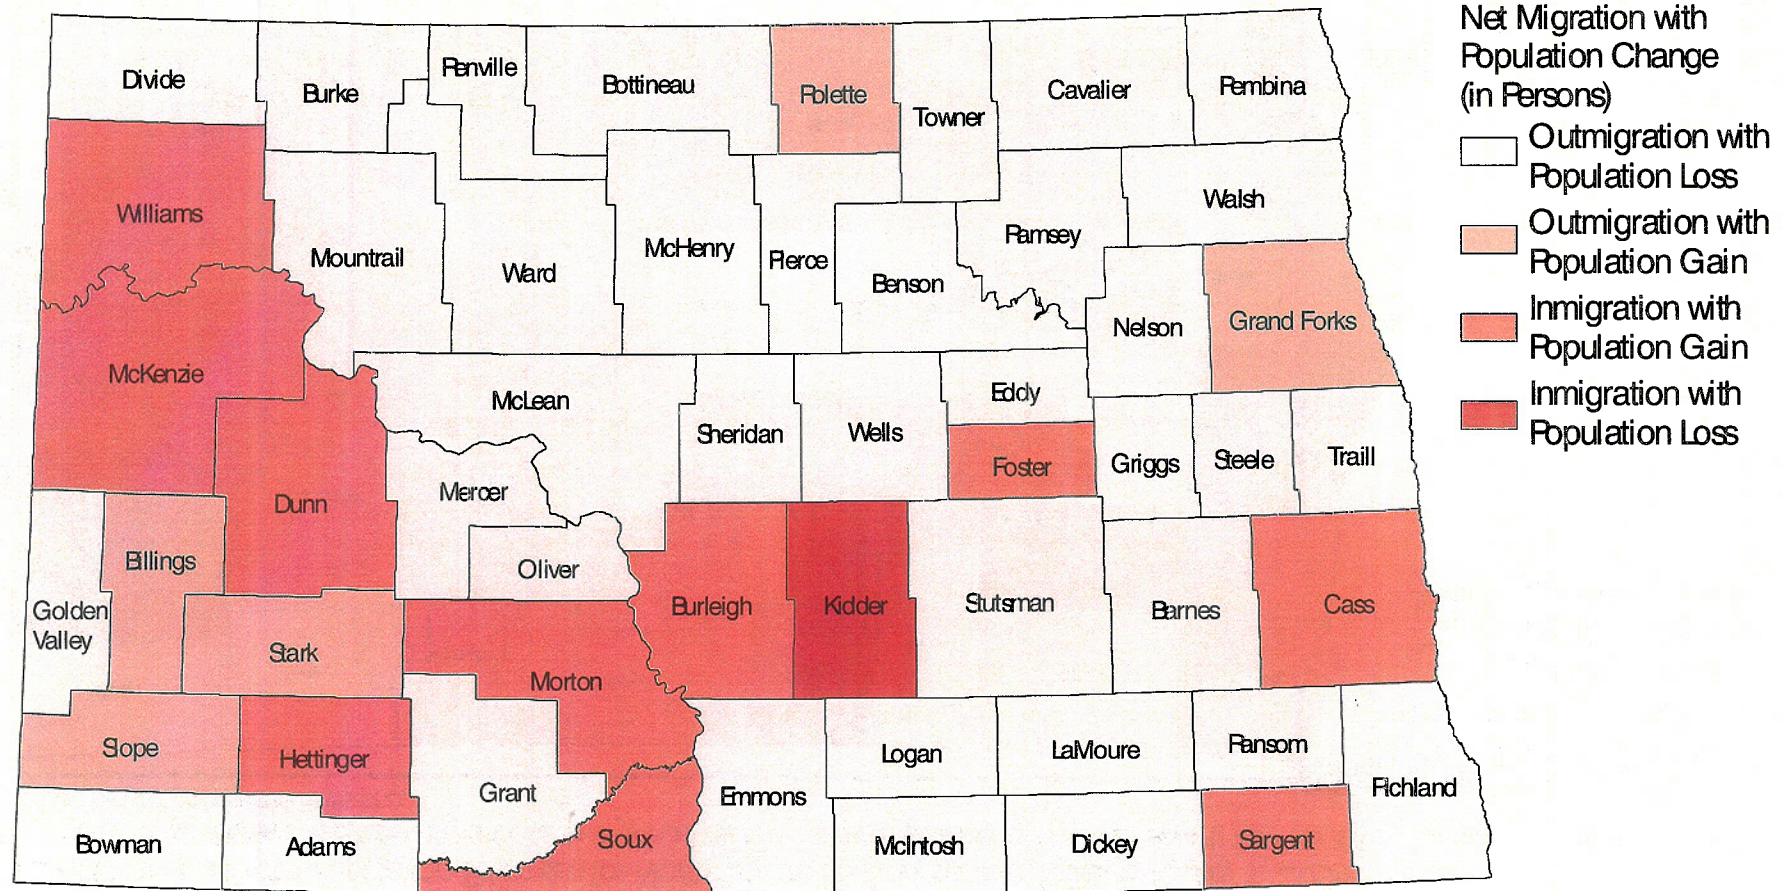 Net Migration with
Population Change
(in Persons)
Outmigration with
Population Loss
Outmigration with
Population Gain
Inmigration with
Population Gain
Inmigration with
Population Loss
Divide
Burke
Renville
Bottineau
Rolette
Towner
Cavalier
Pembina
Williams
Mountrail
Ward
McHenry
Pierce
Benson
Ramsey
Walsh
Nelson
Grand Forks
McKenzie
Dunn
McLean
Mercer
Oliver
Sheridan
Wells
Eddy
Foster
Griggs
Steele
Traill
Golden
Valley
Billings
Stark
Morton
Burleigh
Kidder
Stutsman
Barnes
Cass
Slope
Hettinger
Grant
Sioux
Emmons
Logan
LaMoure
Ransom
Richland
Bowman
Adams
McIntosh
Dickey
Sargent